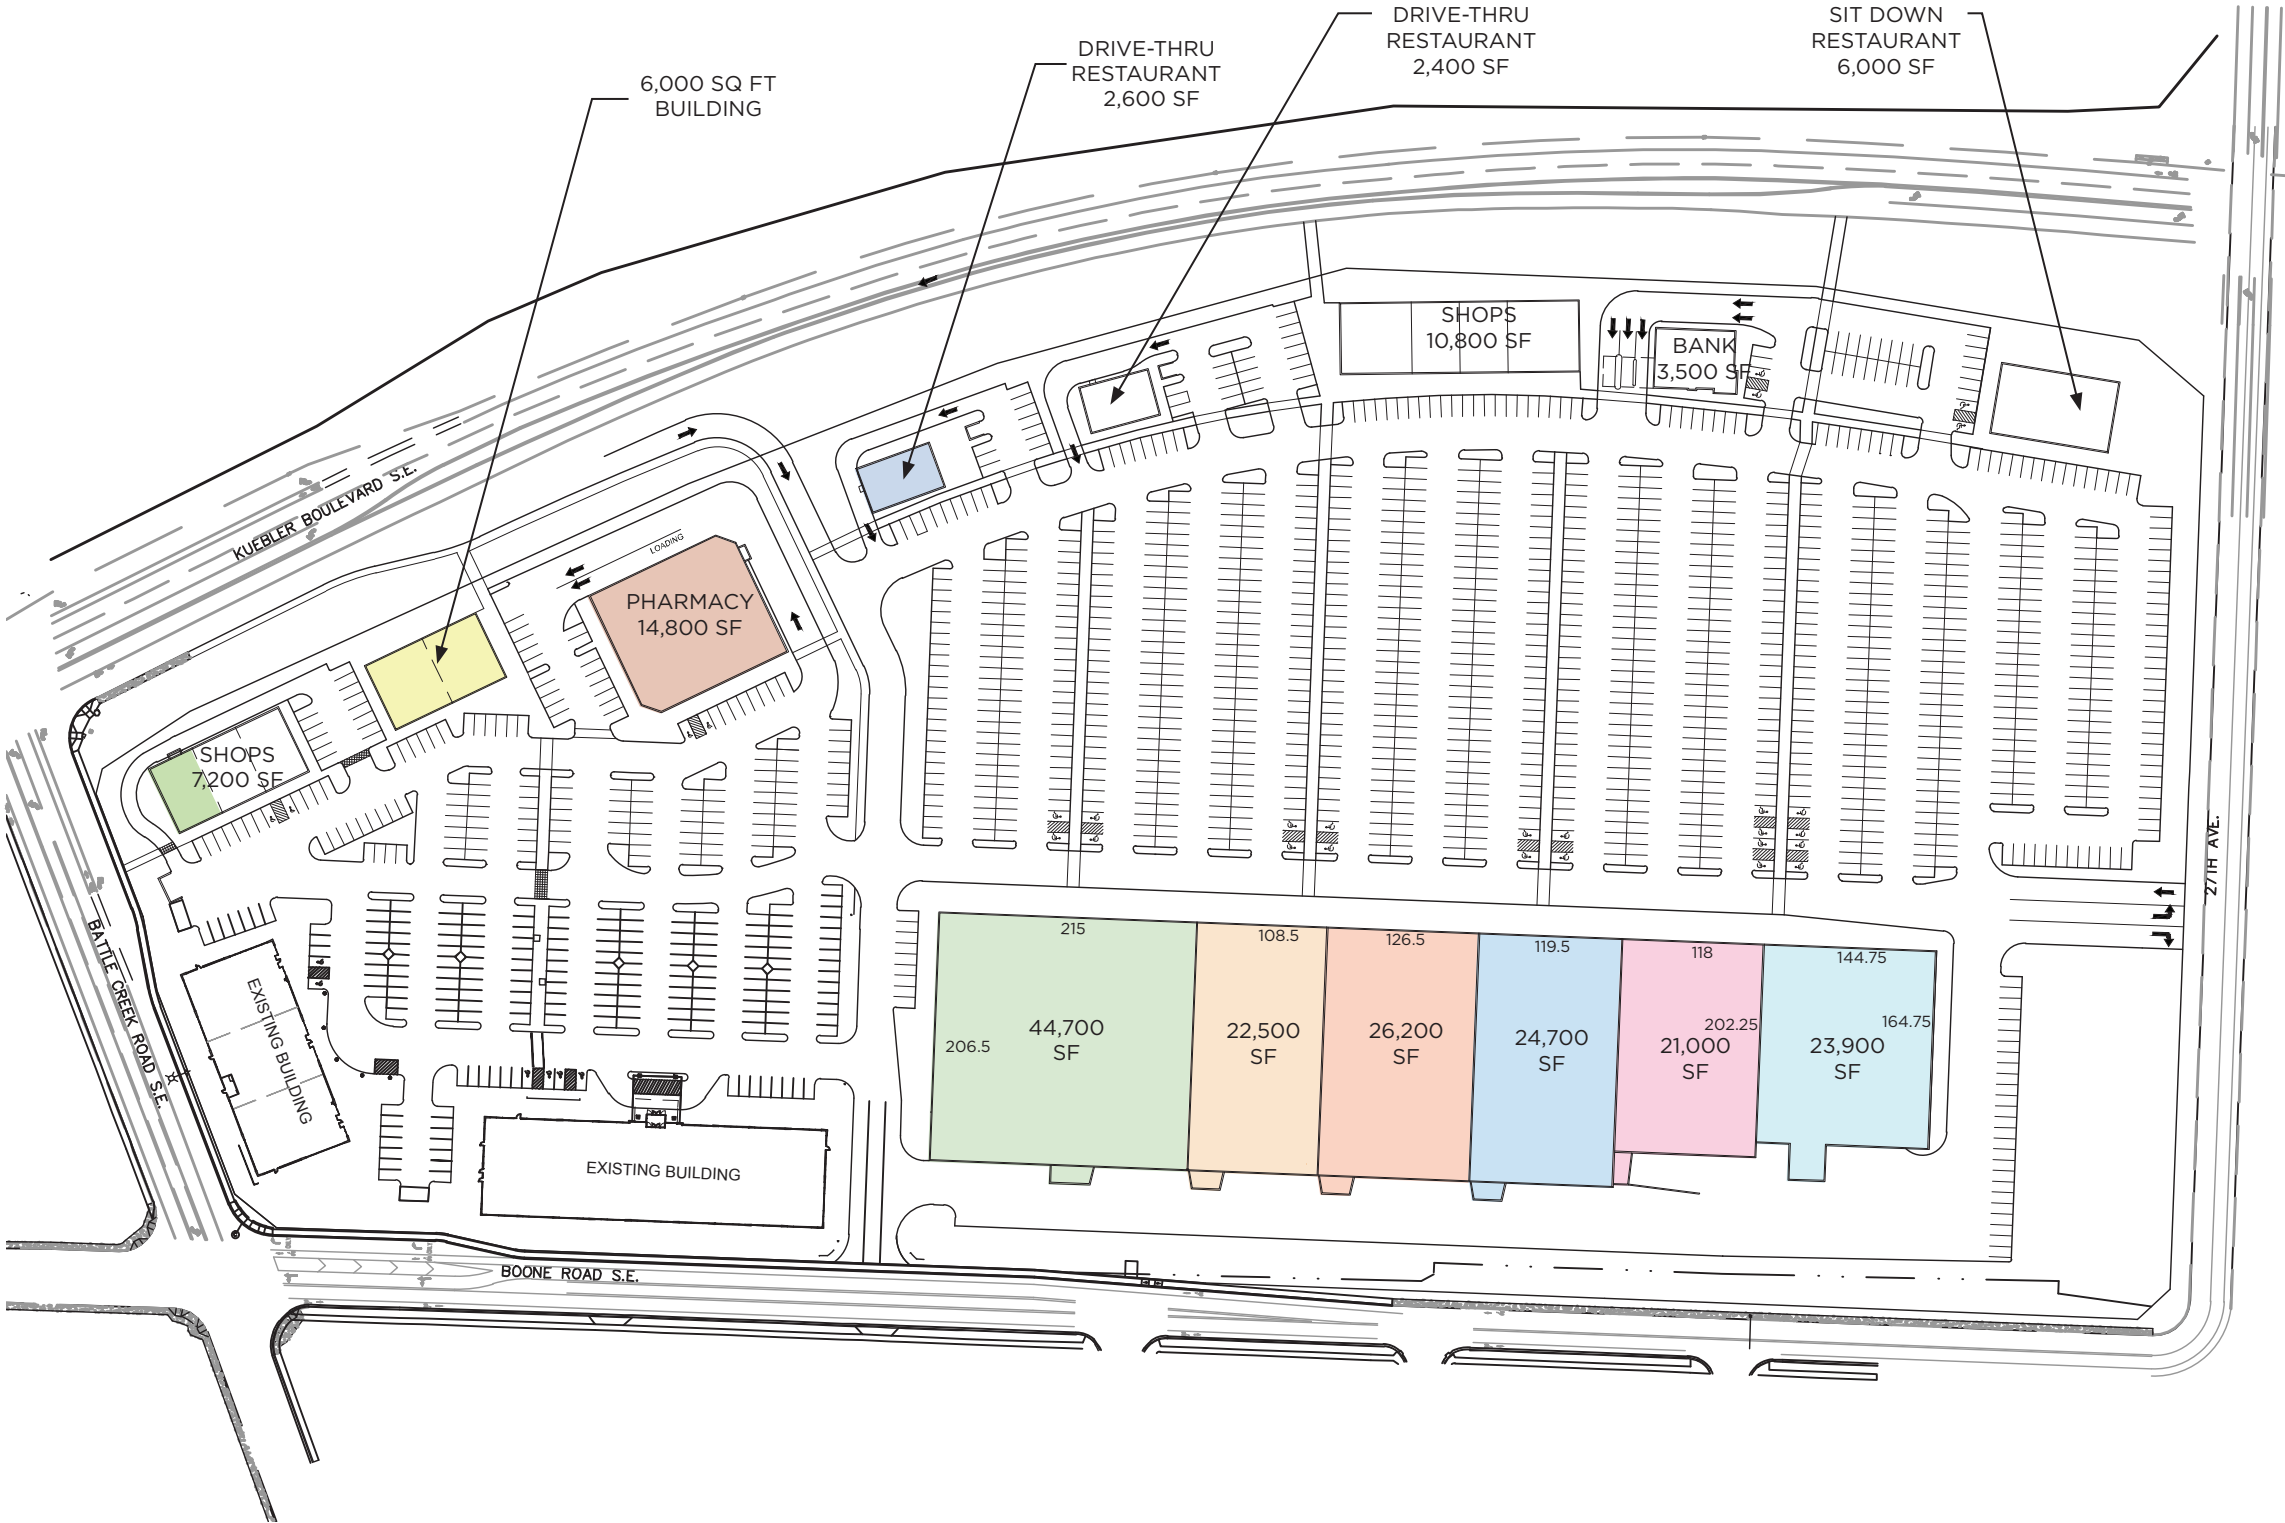 DRIVE-THRU
RESTAURANT
2,400 SF
SIT DOWN
RESTAURANT
6,000 SF
DRIVE-THRU
RESTAURANT
2,600 SF
6,000 SQ FT
BUILDING
KUEBLER BOULEVARD S.E.
SHOPS
10,800 SF
BANK
3,500 SF
LOADING
PHARMACY
14,800 SF
SHOPS
7,200 SF
27TH AVE.
BATTLE CREEK ROAD S.E.
EXISTING BUILDING
EXISTING BUILDING
215
108.5
126.5
119.5
118
144.75
206.5
202.25
164.75
44,700
SF
22,500
SF
26,200
SF
24,700
SF
21,000
SF
23,900
SF
BOONE ROAD S.E.